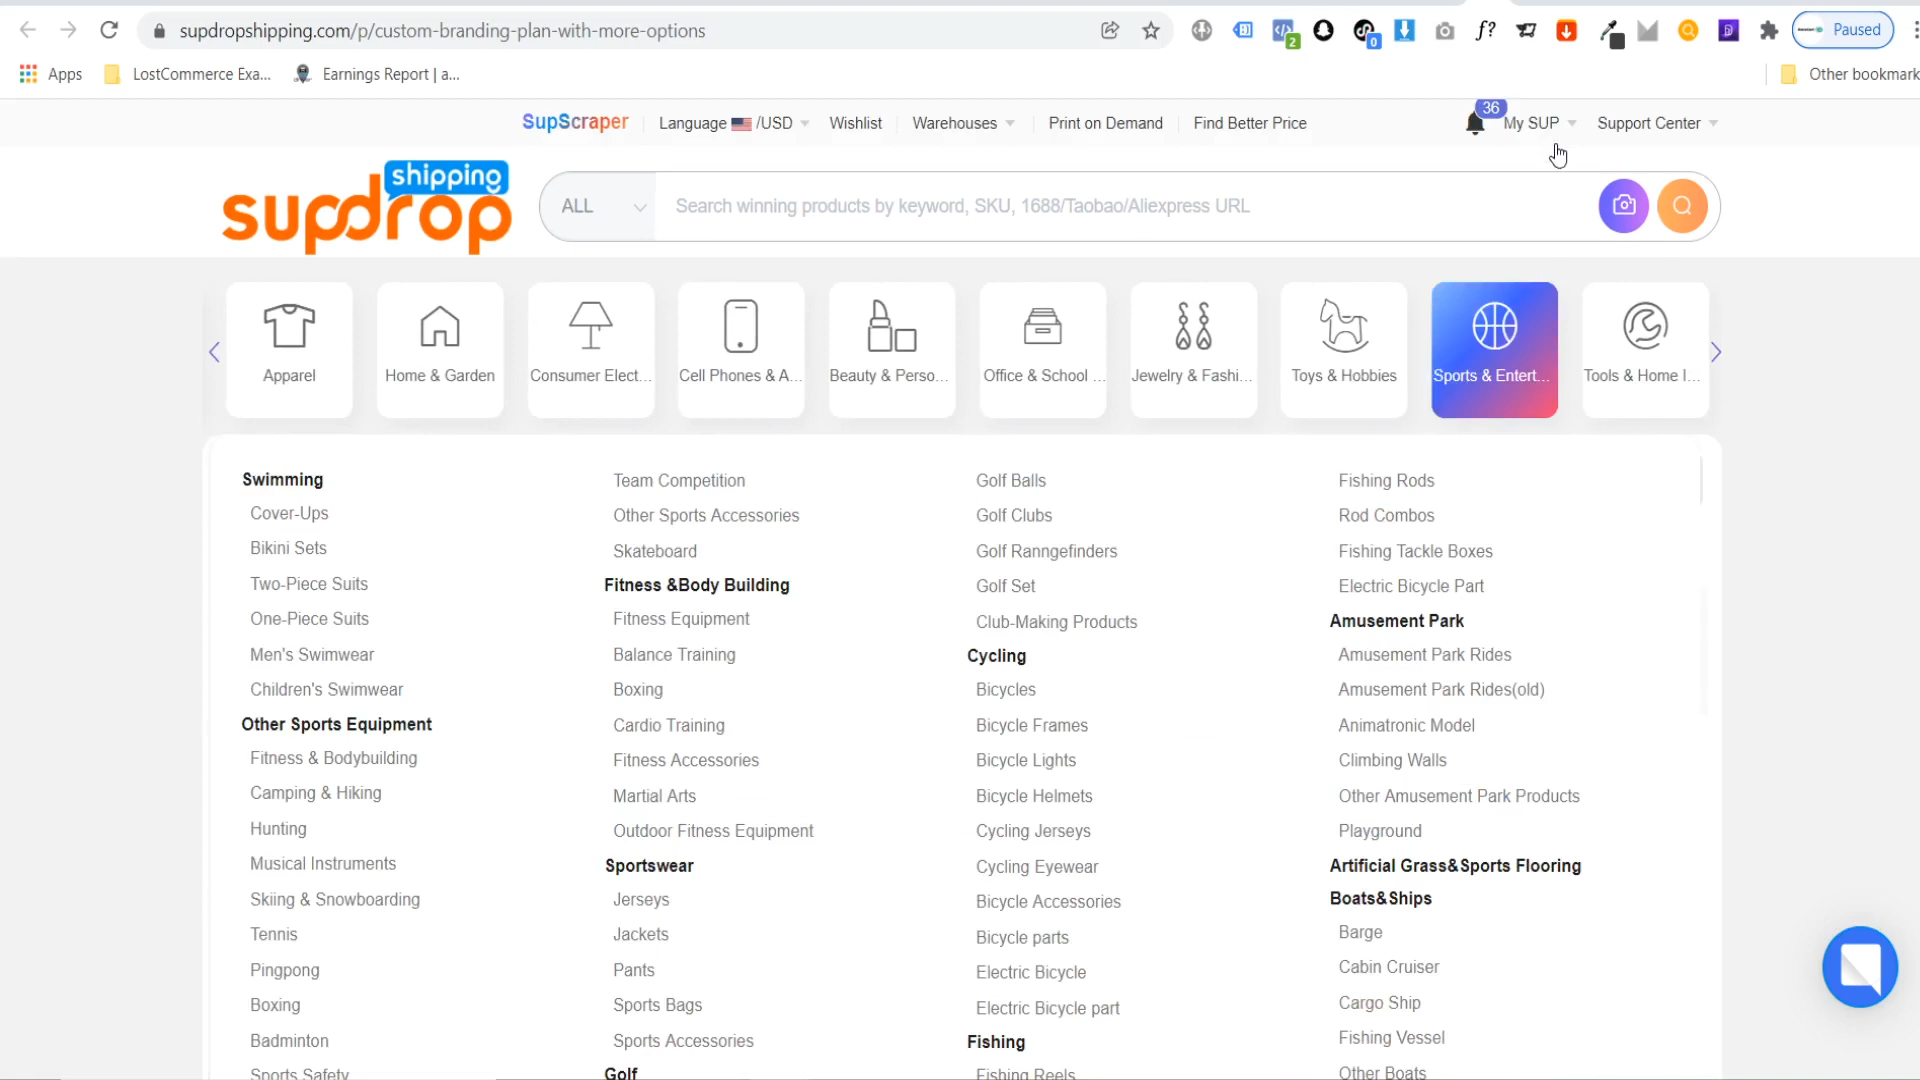 supdropshipping.com/p/custom-branding-plan-with-more-options
2
0
f?
Paused
Apps
LostCommerce Exa...
Earnings Report | a...
Other bookmark
SupScraper
Language /USD
Wishlist
Warehouses
Print on Demand
Find Better Price
36
My SUP
Support Center
supdrop shipping
ALL
Search winning products by keyword, SKU, 1688/Taobao/Aliexpress URL
Apparel
Home & Garden
Consumer Elect...
Cell Phones & A...
Beauty & Perso...
Office & School ...
Jewelry & Fashi...
Toys & Hobbies
Sports & Entert...
Tools & Home I...
Swimming
Cover-Ups
Bikini Sets
Two-Piece Suits
One-Piece Suits
Men's Swimwear
Children's Swimwear
Other Sports Equipment
Fitness & Bodybuilding
Camping & Hiking
Hunting
Musical Instruments
Skiing & Snowboarding
Tennis
Pingpong
Boxing
Badminton
Sports Safety
Team Competition
Other Sports Accessories
Skateboard
Fitness &Body Building
Fitness Equipment
Balance Training
Boxing
Cardio Training
Fitness Accessories
Martial Arts
Outdoor Fitness Equipment
Sportswear
Jerseys
Jackets
Pants
Sports Bags
Sports Accessories
Golf
Golf Balls
Golf Clubs
Golf Ranngefinders
Golf Set
Club-Making Products
Cycling
Bicycles
Bicycle Frames
Bicycle Lights
Bicycle Helmets
Cycling Jerseys
Cycling Eyewear
Bicycle Accessories
Bicycle parts
Electric Bicycle
Electric Bicycle part
Fishing
Fishing Reels
Fishing Rods
Rod Combos
Fishing Tackle Boxes
Electric Bicycle Part
Amusement Park
Amusement Park Rides
Amusement Park Rides(old)
Animatronic Model
Climbing Walls
Other Amusement Park Products
Playground
Artificial Grass&Sports Flooring
Boats&Ships
Barge
Cabin Cruiser
Cargo Ship
Fishing Vessel
Other Boats